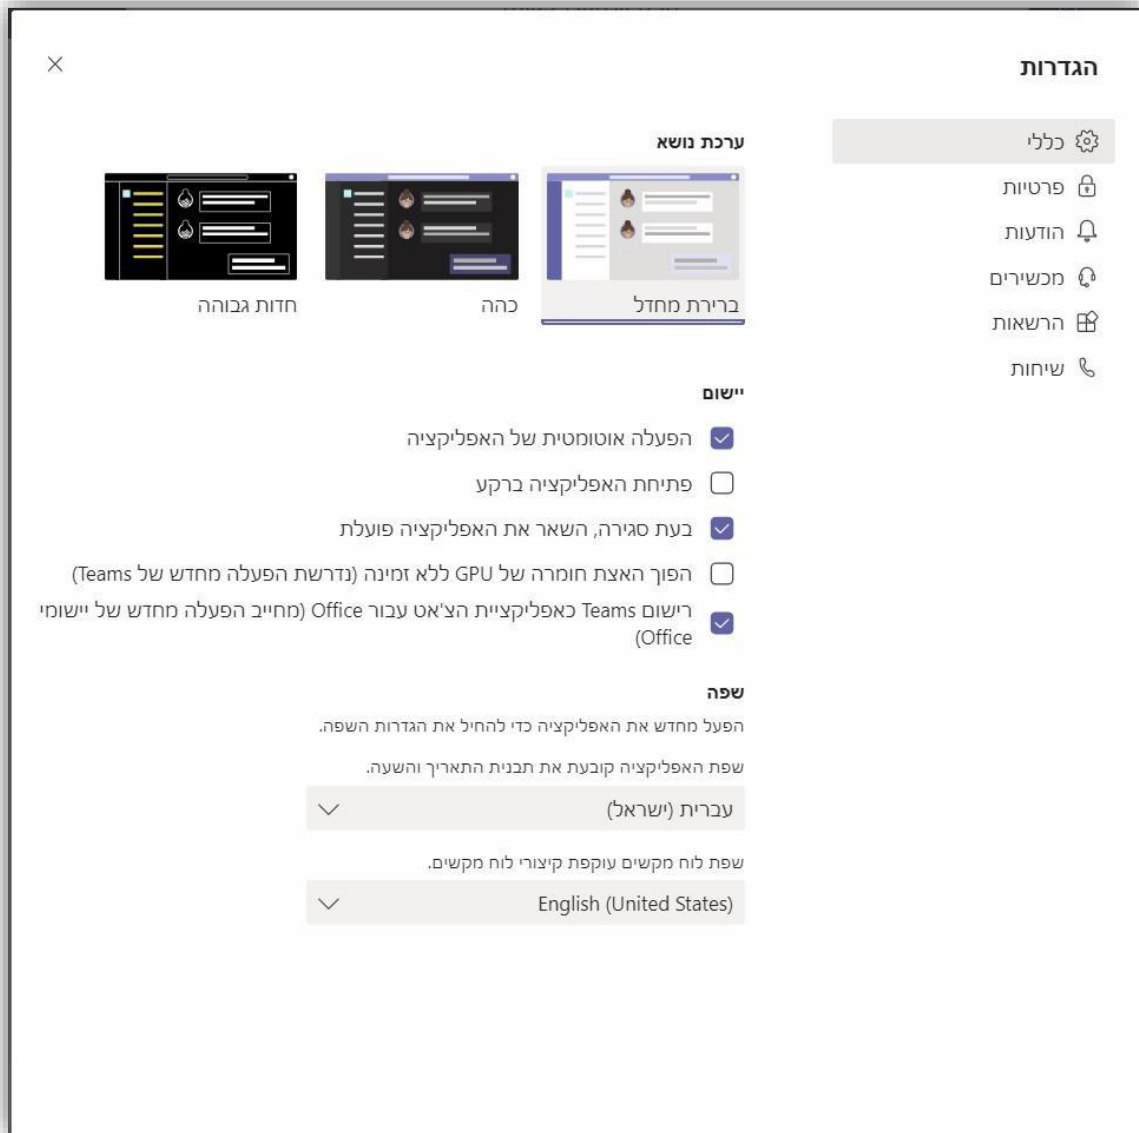 הגדרות
כללי
פרטיות
הודעות
מכשירים
הרשאות
שיחות
ערכת נושא
ברירת מחדל
כהה
חדות גבוהה
יישום
הפעלה אוטומטית של האפליקציה
פתיחת האפליקציה ברקע
בעת סגירה, השאר את האפליקציה פועלת
הפוך האצת חומרה של GPU ללא זמינה (נדרשת הפעלה מחדש של Teams)
רישום Teams כאפליקציית הצ'אט עבור Office (מחייב הפעלה מחדש של יישומי
Office)
שפה
הפעל מחדש את האפליקציה כדי להחיל את הגדרות השפה.
שפת האפליקציה קובעת את תבנית התאריך והשעה.
עברית (ישראל)
שפת לוח מקשים עוקפת קיצורי לוח מקשים.
English (United States)